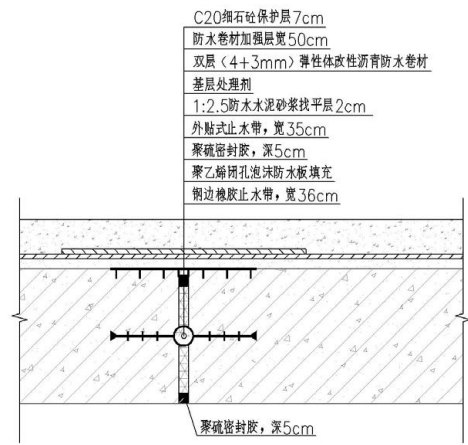 C20细石砼保护层7cm
防水卷材加强层宽50cm
双层（4+3mm）弹性体改性沥青防水卷材
基层处理剂
1:2.5防水水泥砂浆找平层2cm
外贴式止水带，宽35cm
聚硫密封胶，深5cm
聚乙烯闭孔泡沫防水板填充
钢边橡胶止水带，宽36cm
聚硫密封胶，深5cm